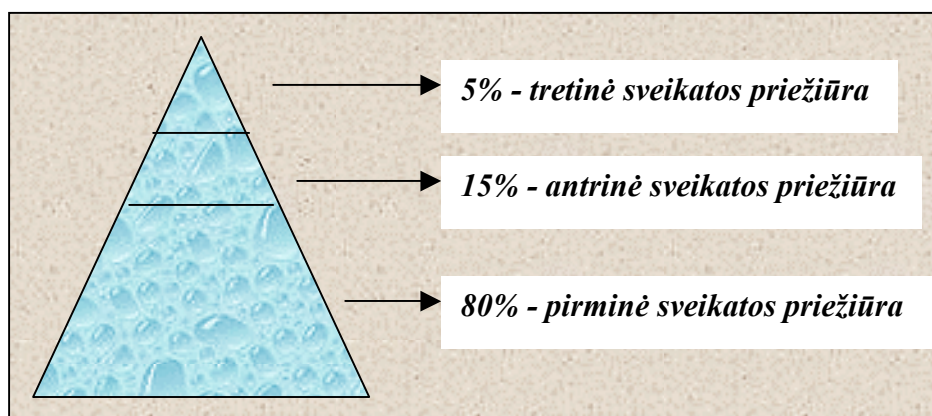 5% - tretinė sveikatos priežiūra
15% - antrinė sveikatos priežiūra
80% - pirminė sveikatos priežiūra